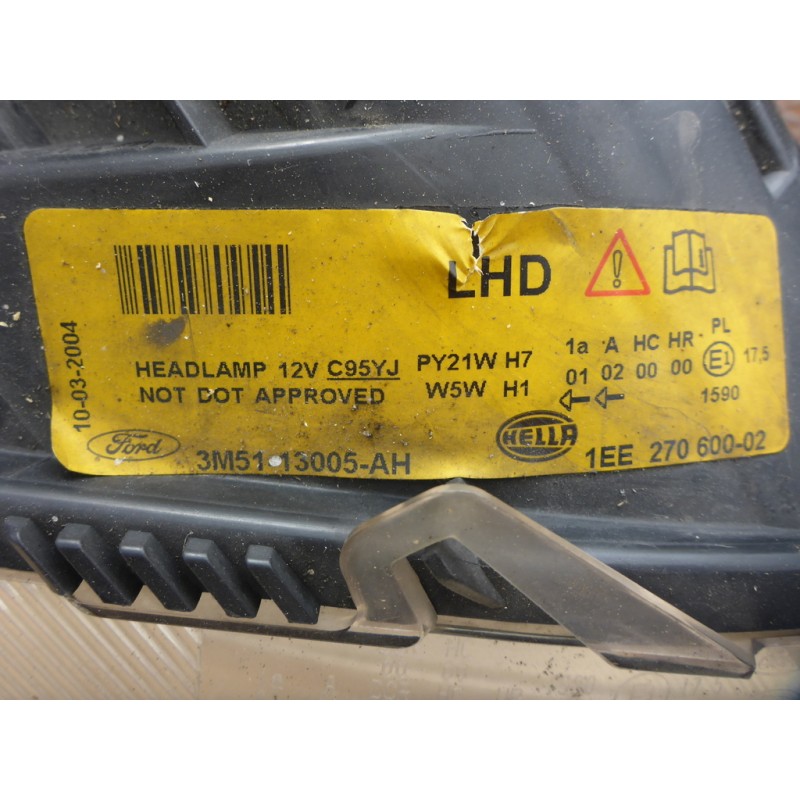 10-03-2004
LHD
HEADLAMP 12V C95YJ PY21W H7
NOT DOT APPROVED W5W H1
1a A HC HR PL
01 02 00 00 E1 17,5
1590
Ford
3M51-13005-AH
HELLA
1EE 270 600-02